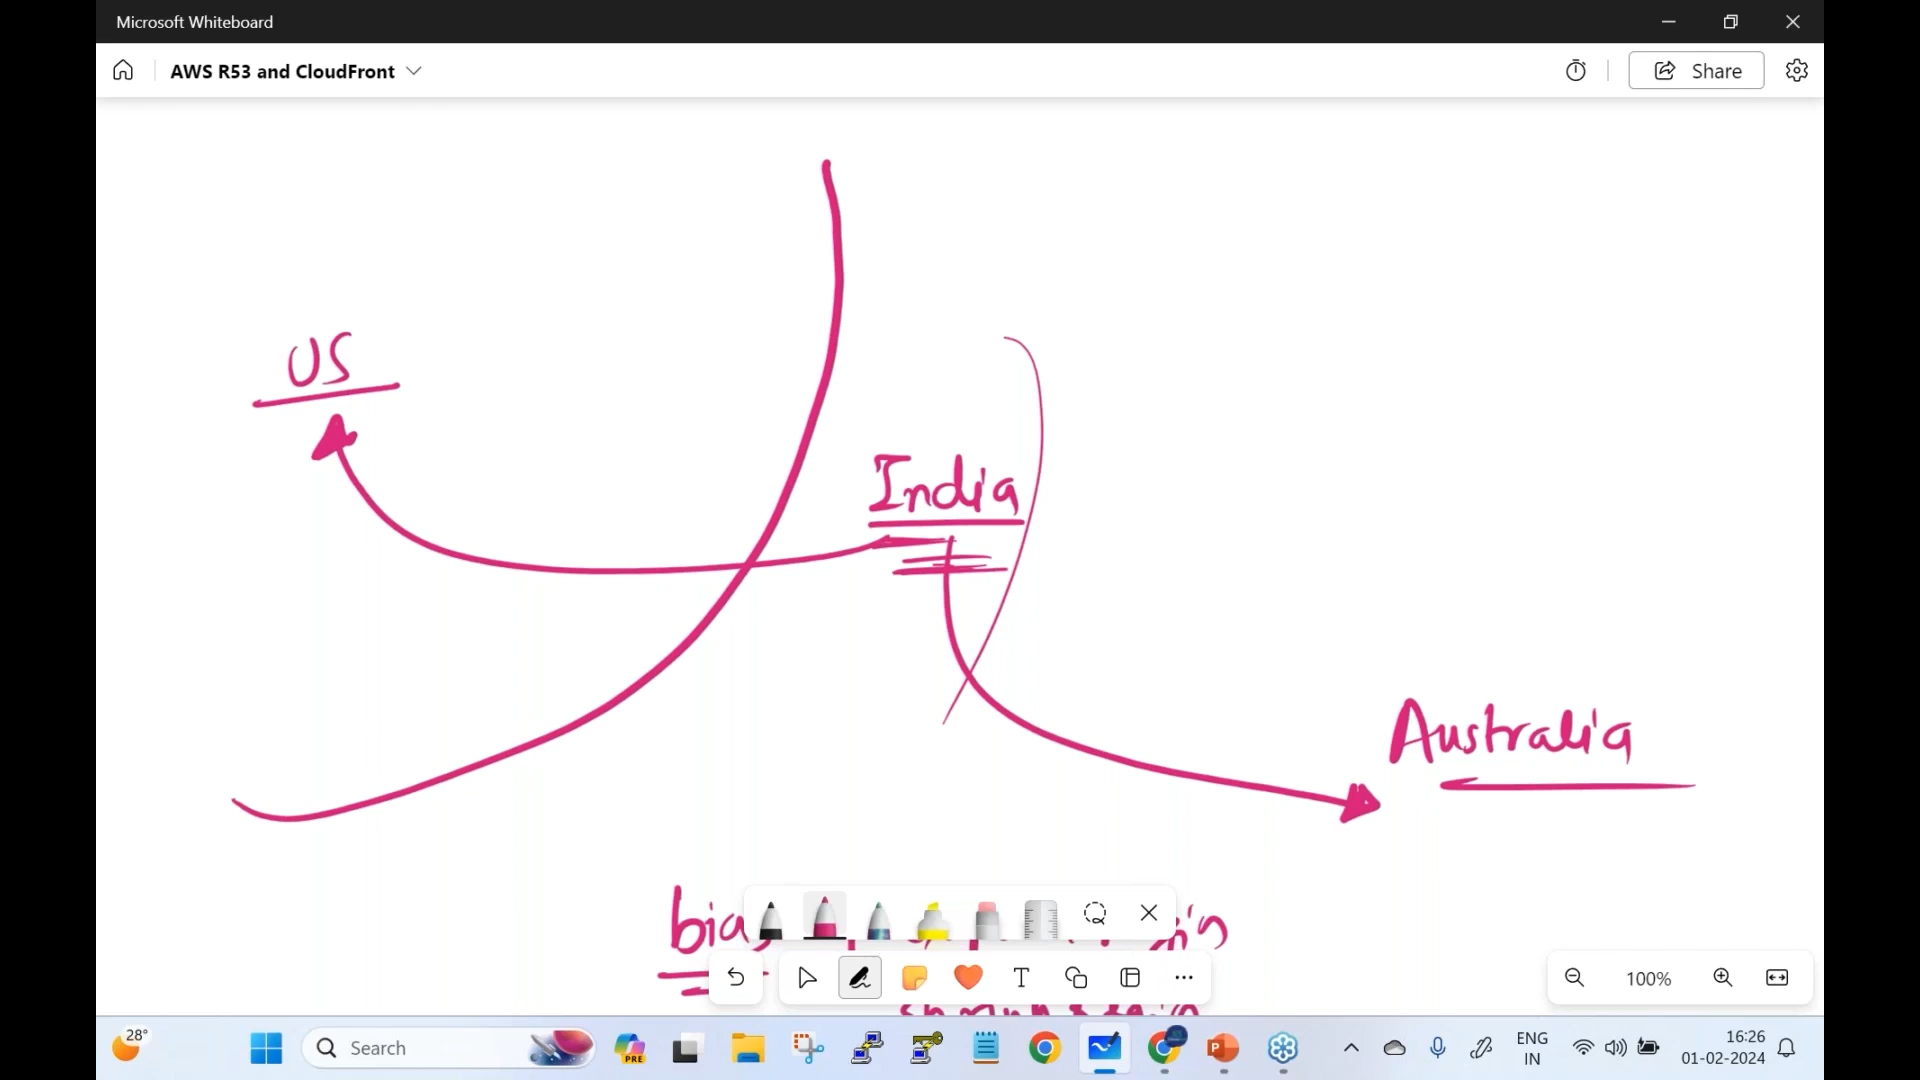 Microsoft Whiteboard
AWS R53 and CloudFront
Share
US
India
Australia
100%
28°
Search
PRE
ENG
IN
16:26
01-02-2024